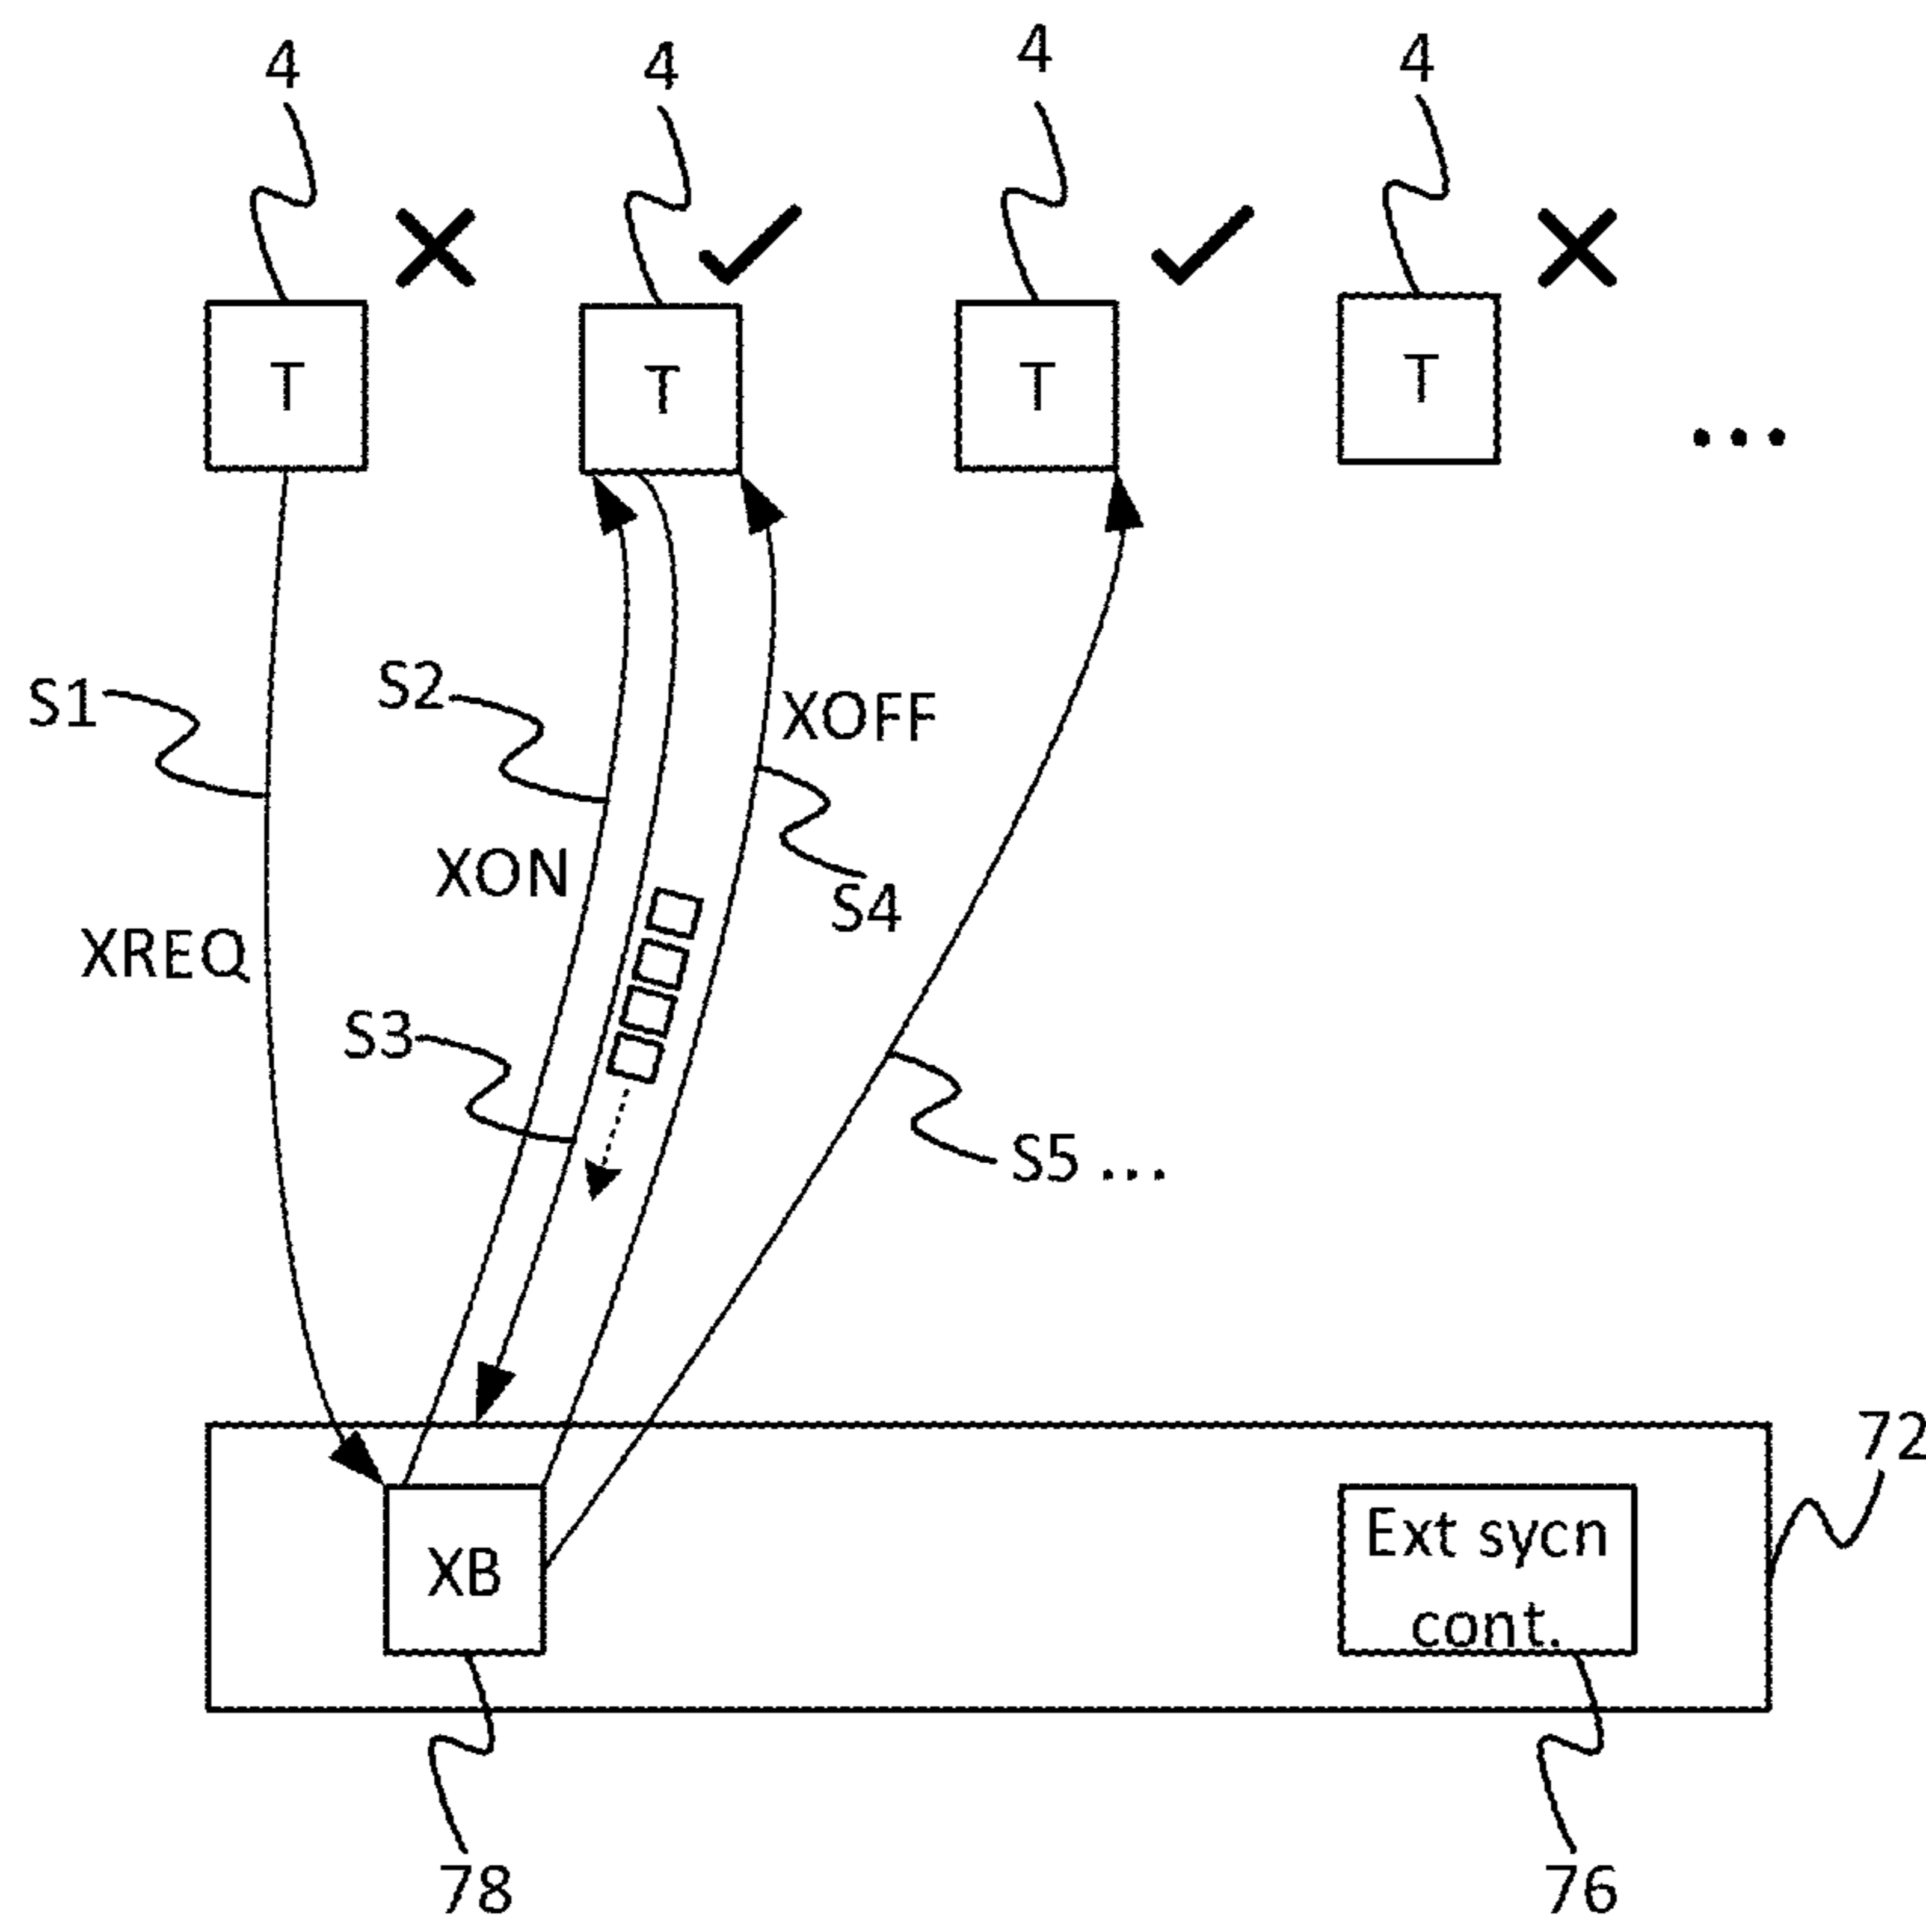 4 4 4 4
T T T T
...
S1 S2 XOFF
XON S4
XREQ
S3
S5 ...
72
XB Ext sycn
cont.
78 76